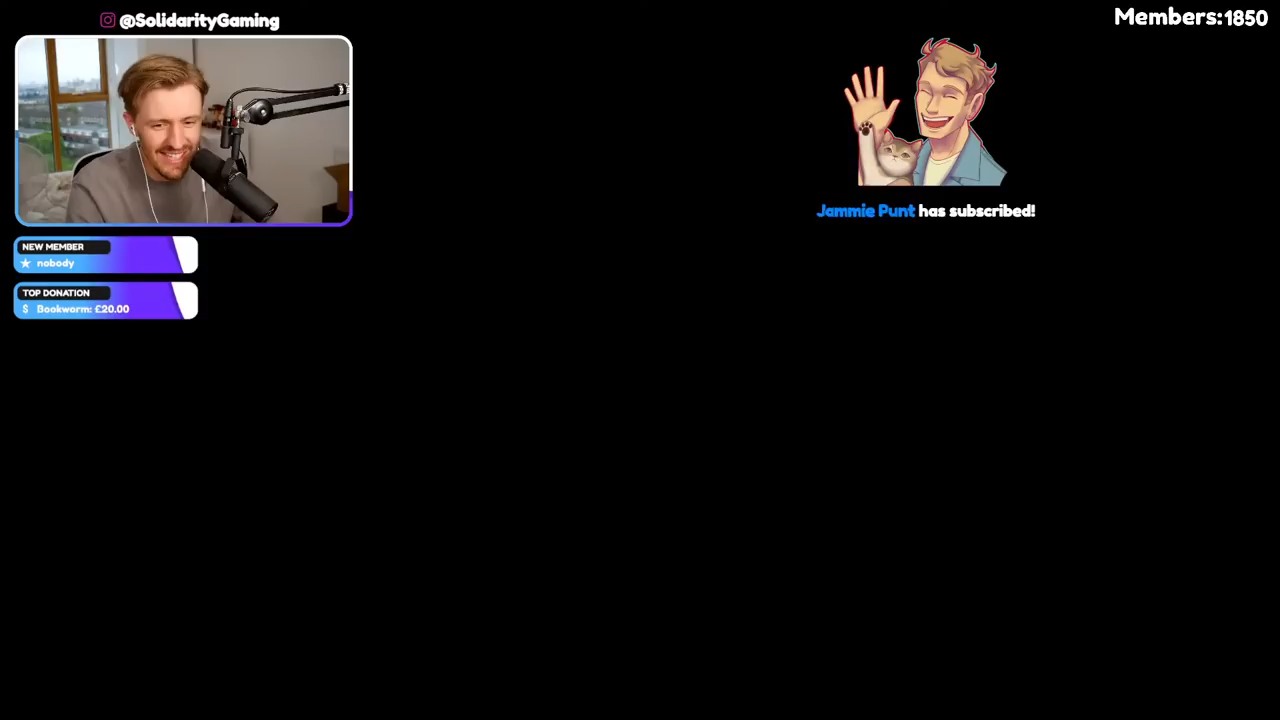 @SolidarityGaming
Members: 1850
Jammie Punt has subscribed!
NEW MEMBER
nobody
TOP DONATION
$ Bookworm: £20.00